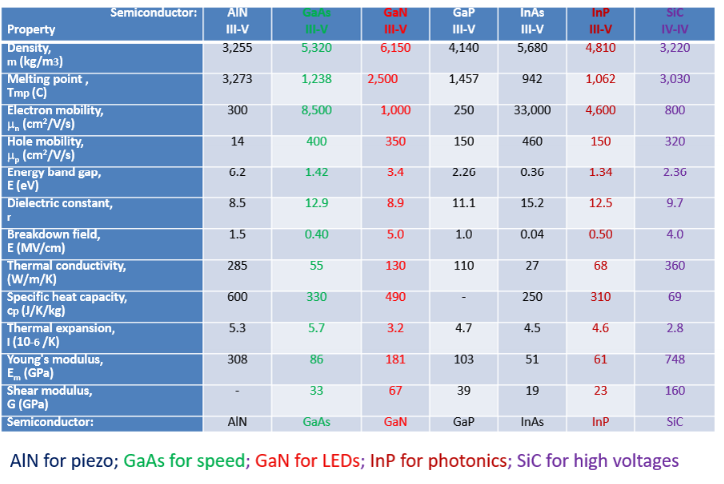 Semiconductor: AlN GaAs GaN GaP InAs InP SiC
Property III-V III-V III-V III-V III-V III-V IV-IV
Density, 3,255 5,320 6,150 4,140 5,680 4,810 3,220
m (kg/m3)
Melting point , 3,273 1,238 2,500 1,457 942 1,062 3,030
Tmp (C)
Electron mobility, 300 8,500 1,000 250 33,000 4,600 800
μn (cm²/V/s)
Hole mobility, 14 400 350 150 460 150 320
μp (cm²/V/s)
Energy band gap, 6.2 1.42 3.4 2.26 0.36 1.34 2.36
E (eV)
Dielectric constant, 8.5 12.9 8.9 11.1 15.2 12.5 9.7
r
Breakdown field, 1.5 0.40 5.0 1.0 0.04 0.50 4.0
E (MV/cm)
Thermal conductivity, 285 55 130 110 27 68 360
(W/m/K)
Specific heat capacity, 600 330 490 - 250 310 69
cp (J/K/kg)
Thermal expansion, 5.3 5.7 3.2 4.7 4.5 4.6 2.8
l (10-6 /K)
Young's modulus, 308 86 181 103 51 61 748
Em (GPa)
Shear modulus, - 33 67 39 19 23 160
G (GPa)
Semiconductor: AlN GaAs GaN GaP InAs InP SiC
AlN for piezo; GaAs for speed; GaN for LEDs; InP for photonics; SiC for high voltages